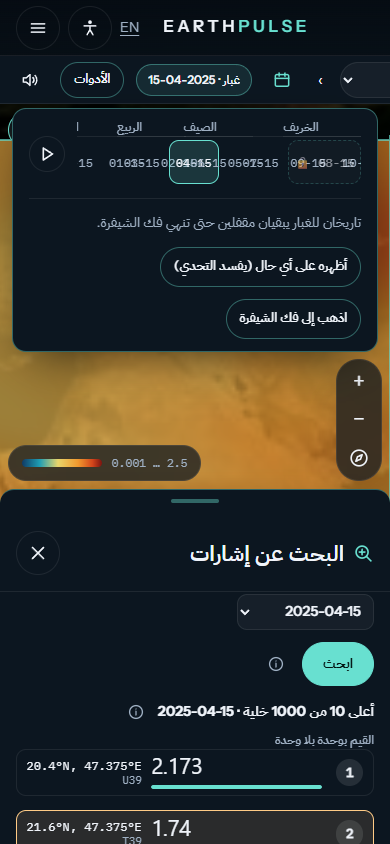 EN EARTHPULSE
الأدوات غبار · 2025-04-15
الربيع الصيف الخريف
04-15
تاريخان للغبار يبقيان مقفلين حتى تنهي فك الشيفرة.
أظهره على أي حال (يفسد التحدي)
اذهب إلى فك الشيفرة
+
−
0.001 … 2.5
البحث عن إشارات
2025-04-15
ابحث
أعلى 10 من 1000 خلية · 2025-04-15
القيم بوحدة بلا وحدة
1 2.173 20.4°N, 47.375°E
U39
2 1.74 21.6°N, 47.375°E
T39